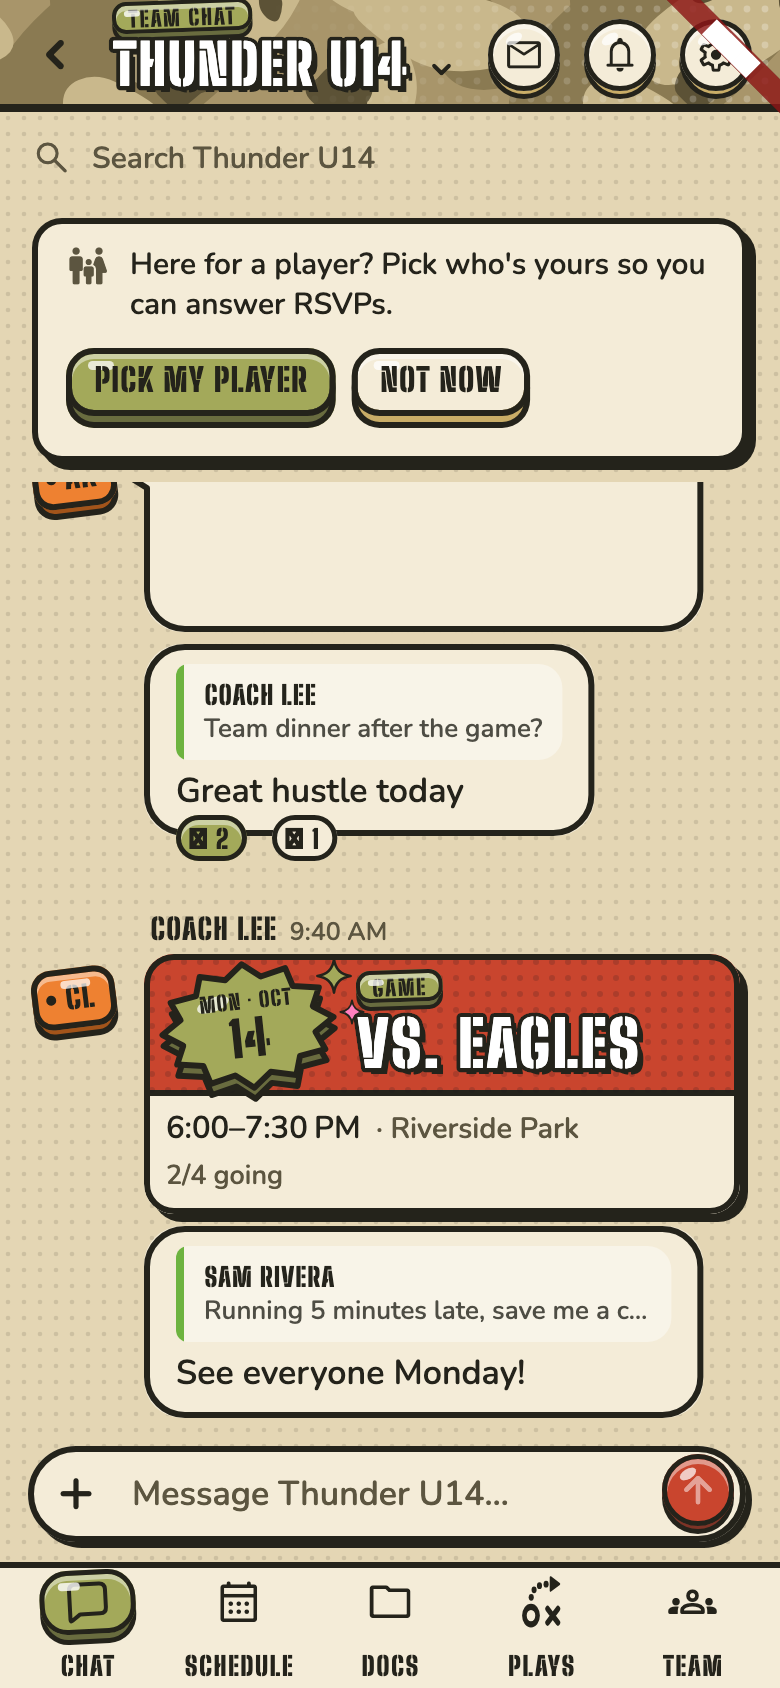 TEAM CHAT
THUNDER U14
Search Thunder U14
Here for a player? Pick who's yours so you
can answer RSVPs.
PICK MY PLAYER
NOT NOW
COACH LEE
Team dinner after the game?
Great hustle today
2
1
COACH LEE 9:40 AM
CL
MON · OCT
14
GAME
VS. EAGLES
6:00–7:30 PM · Riverside Park
2/4 going
SAM RIVERA
Running 5 minutes late, save me a c...
See everyone Monday!
Message Thunder U14...
CHAT
SCHEDULE
DOCS
PLAYS
TEAM